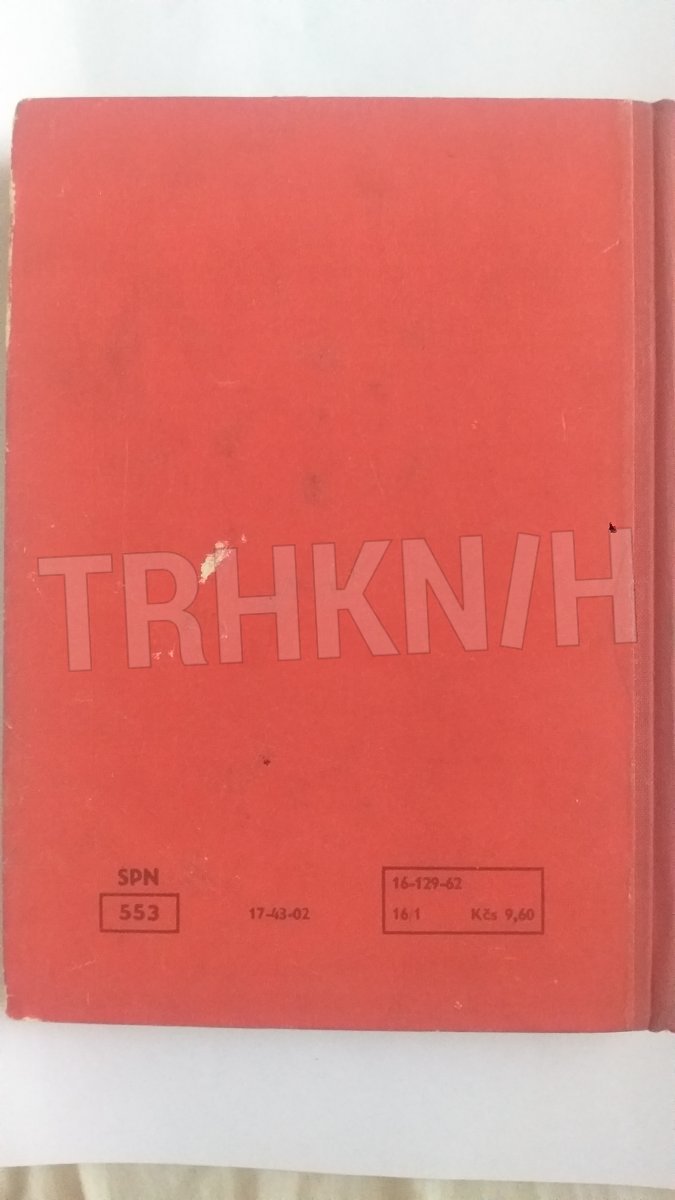 TRHKN/H
SPN
553
17-43-02
16-129-62
16/1 Kčs 9,60